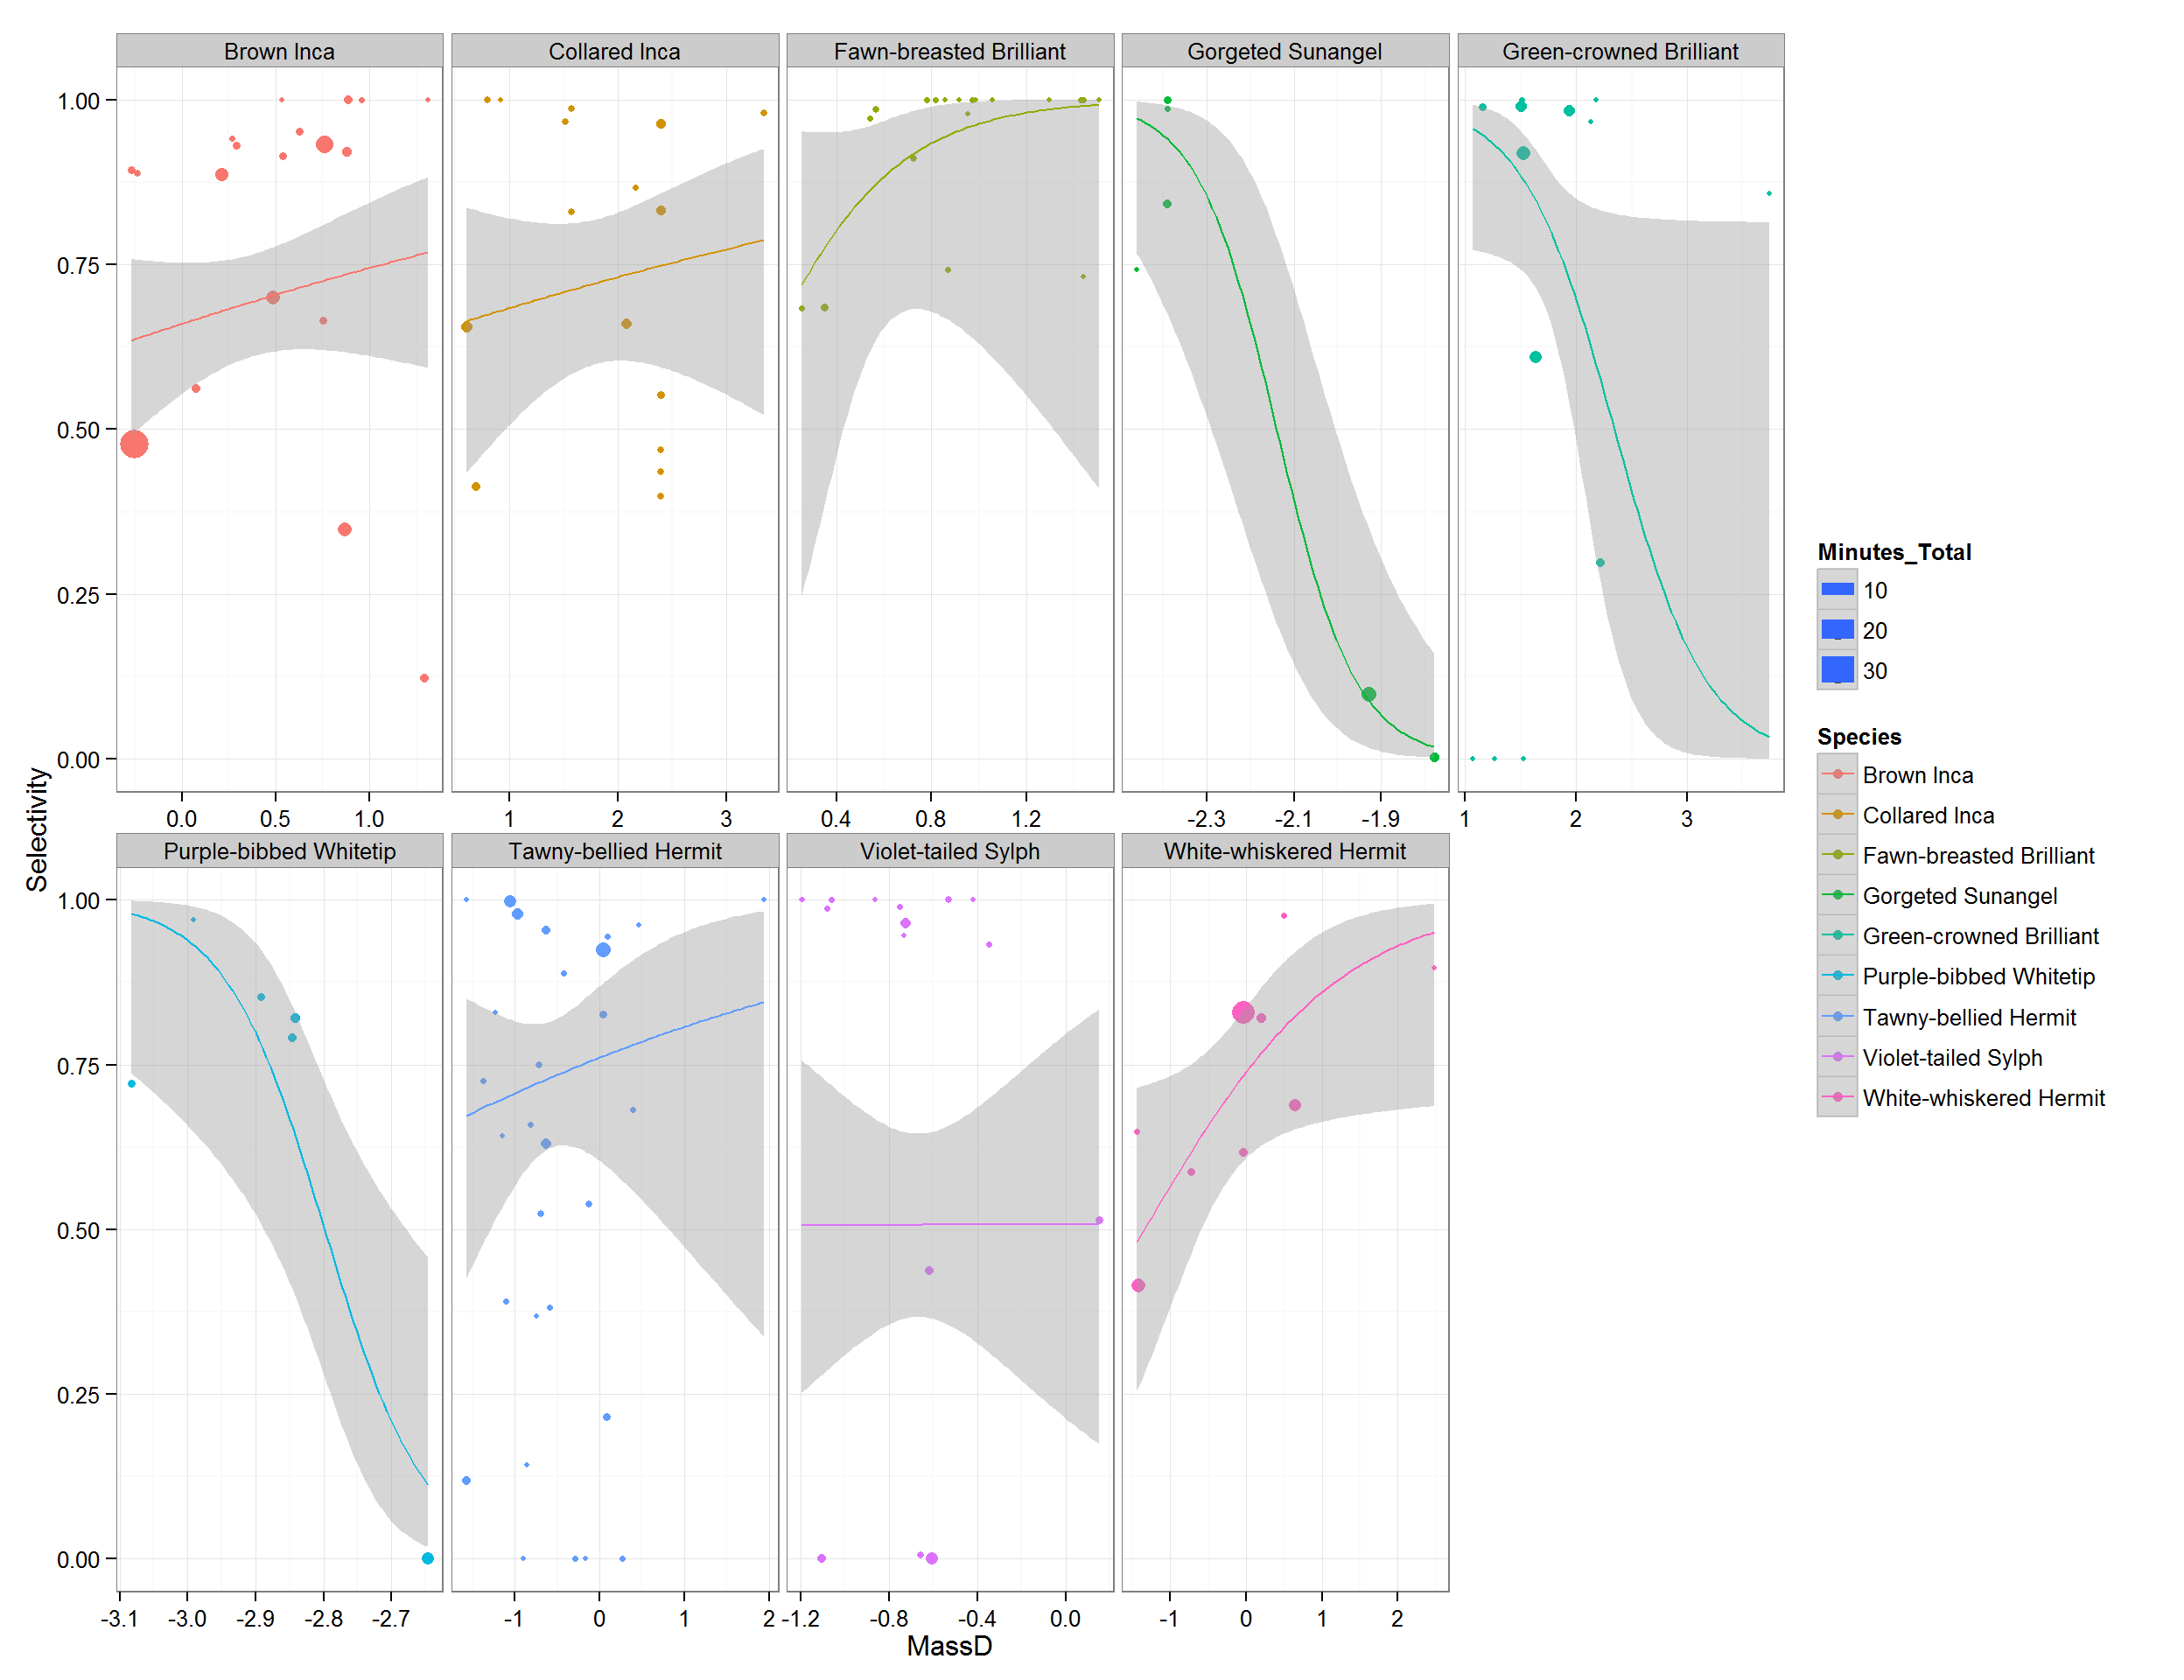 Brown Inca Collared Inca Fawn-breasted Brilliant Gorgeted Sunangel Green-crowned Brilliant
1.00
0.75
0.50
0.25
0.00
0.0 0.5 1.0 1 2 3 0.4 0.8 1.2 -2.3 -2.1 -1.9 1 2 3
Purple-bibbed Whitetip Tawny-bellied Hermit Violet-tailed Sylph White-whiskered Hermit
1.00
0.75
0.50
0.25
0.00
-3.1 -3.0 -2.9 -2.8 -2.7 -1 0 1 2 -1.2 -0.8 -0.4 0.0 -1 0 1 2
MassD
Selectivity
Minutes_Total
10
20
30
Species
Brown Inca
Collared Inca
Fawn-breasted Brilliant
Gorgeted Sunangel
Green-crowned Brilliant
Purple-bibbed Whitetip
Tawny-bellied Hermit
Violet-tailed Sylph
White-whiskered Hermit